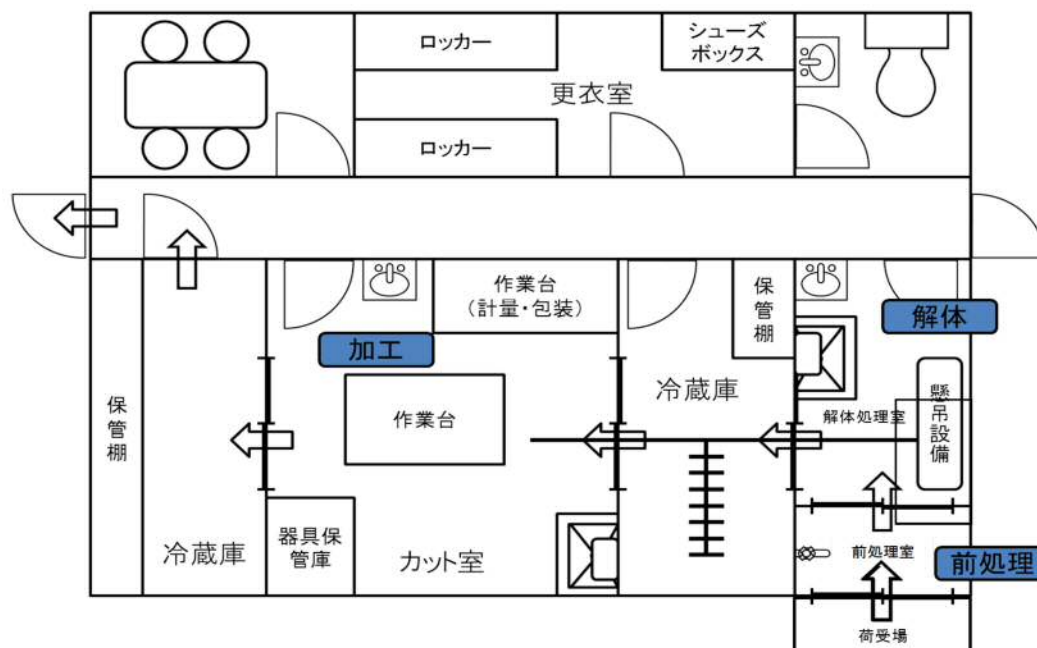 ロッカー
シューズ
ボックス
更衣室
ロッカー
作業台
(計量・包装)
保
管
棚
解体
加工
冷蔵庫
保
管
棚
作業台
解体処理室
懸
吊
設
備
冷蔵庫
器具保
管庫
カット室
前処理室
前処理
荷受場